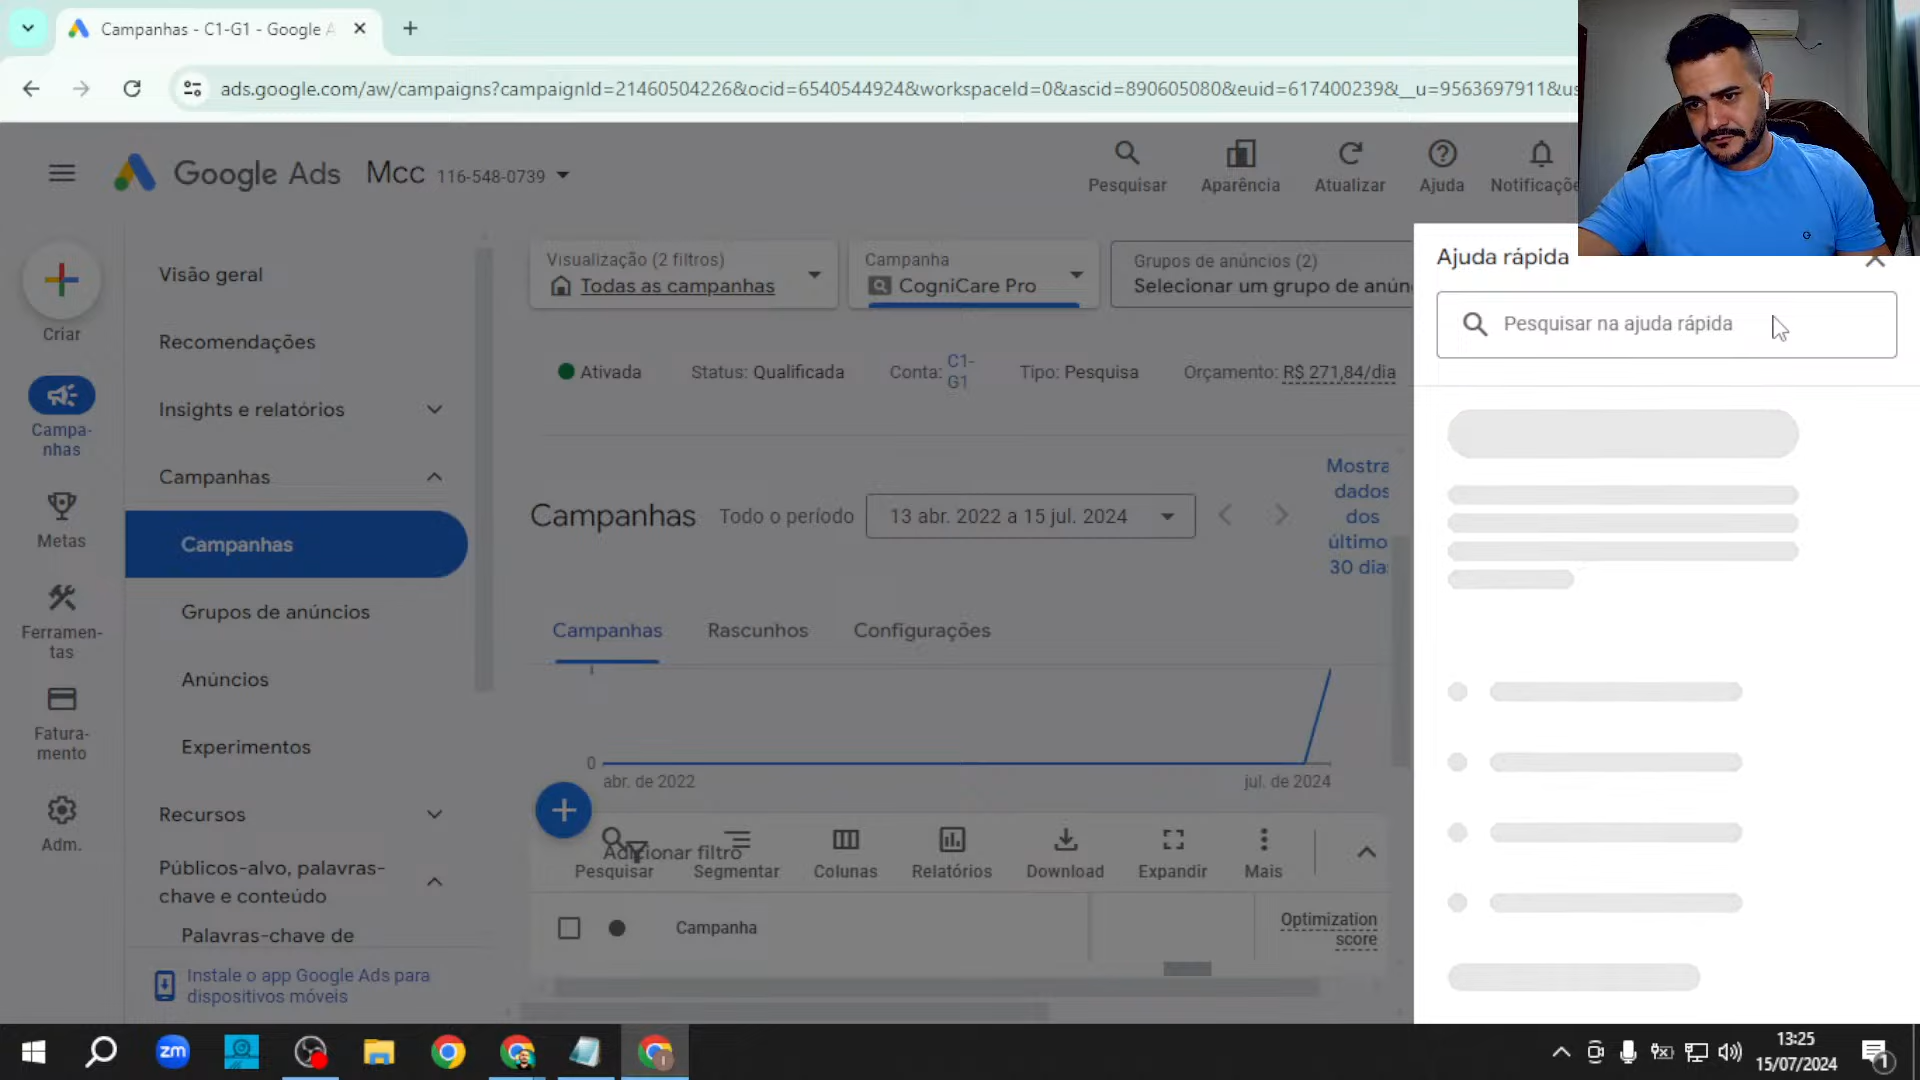 Campanhas - C1-G1 - Google A
ads.google.com/aw/campaigns?campaignId=21460504226&ocid=6540544924&workspaceId=0&ascid=890605080&euid=617400239&__u=9563697911&us
Google Ads
Mcc 116-548-0739
Pesquisar
Aparência
Atualizar
Ajuda
Notificaçõe
Criar
Campa-
nhas
Metas
Ferramen-
tas
Fatura-
mento
Adm.
Visão geral
Recomendações
Insights e relatórios
Campanhas
Campanhas
Grupos de anúncios
Anúncios
Experimentos
Recursos
Públicos-alvo, palavras-
chave e conteúdo
Palavras-chave de
Instale o app Google Ads para
dispositivos móveis
Visualização (2 filtros)
Todas as campanhas
Campanha
CogniCare Pro
Grupos de anúncios (2)
Selecionar um grupo de anún
Ativada
Status: Qualificada
Conta: C1-
G1
Tipo: Pesquisa
Orçamento: R$ 271,84/dia
Campanhas
Todo o período
13 abr. 2022 a 15 jul. 2024
Mostra
dados
dos
último
30 dia
Campanhas
Rascunhos
Configurações
1
0
abr. de 2022
jul. de 2024
Adicionar filtro
Pesquisar
Segmentar
Colunas
Relatórios
Download
Expandir
Mais
Campanha
Optimization
score
Ajuda rápida
Pesquisar na ajuda rápida
zm
13:25
15/07/2024
1